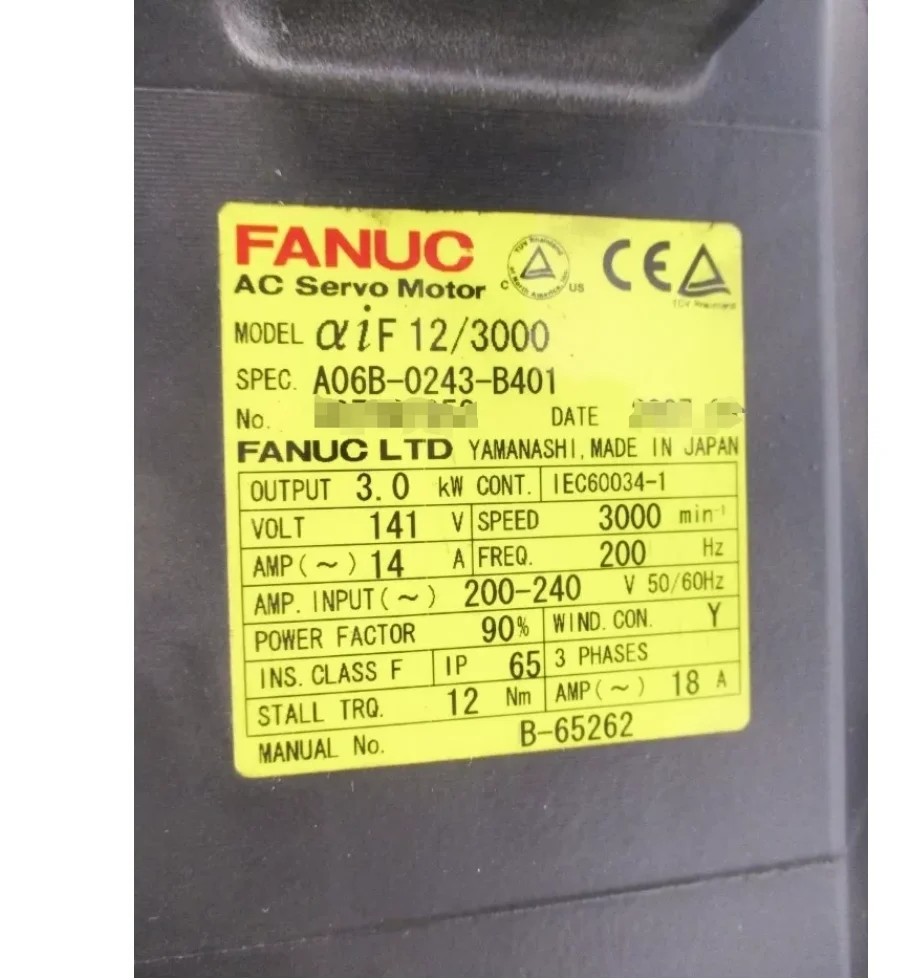 FANUC
AC Servo Motor
C US
CE
MODEL αiF 12/3000
SPEC. A06B-0243-B401
No. DATE
FANUC LTD YAMANASHI, MADE IN JAPAN
OUTPUT 3.0 kW CONT. IEC60034-1
VOLT 141 V SPEED 3000 min⁻¹
AMP(~) 14 A FREQ. 200 Hz
AMP. INPUT(~) 200-240 V 50/60Hz
POWER FACTOR 90% WIND. CON. Y
INS. CLASS F IP 65 3 PHASES
STALL TRQ. 12 Nm AMP(~) 18 A
MANUAL No. B-65262